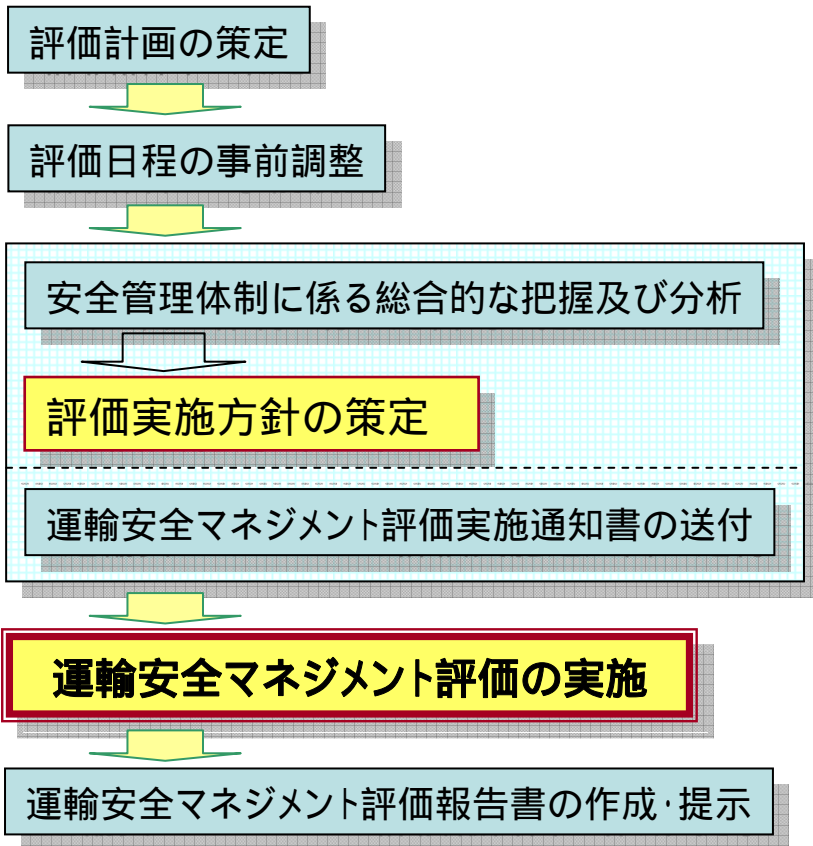 評価計画の策定
評価日程の事前調整
安全管理体制に係る総合的な把握及び分析
評価実施方針の策定
運輸安全マネジメント評価実施通知書の送付
運輸安全マネジメント評価の実施
運輸安全マネジメント評価報告書の作成・提示